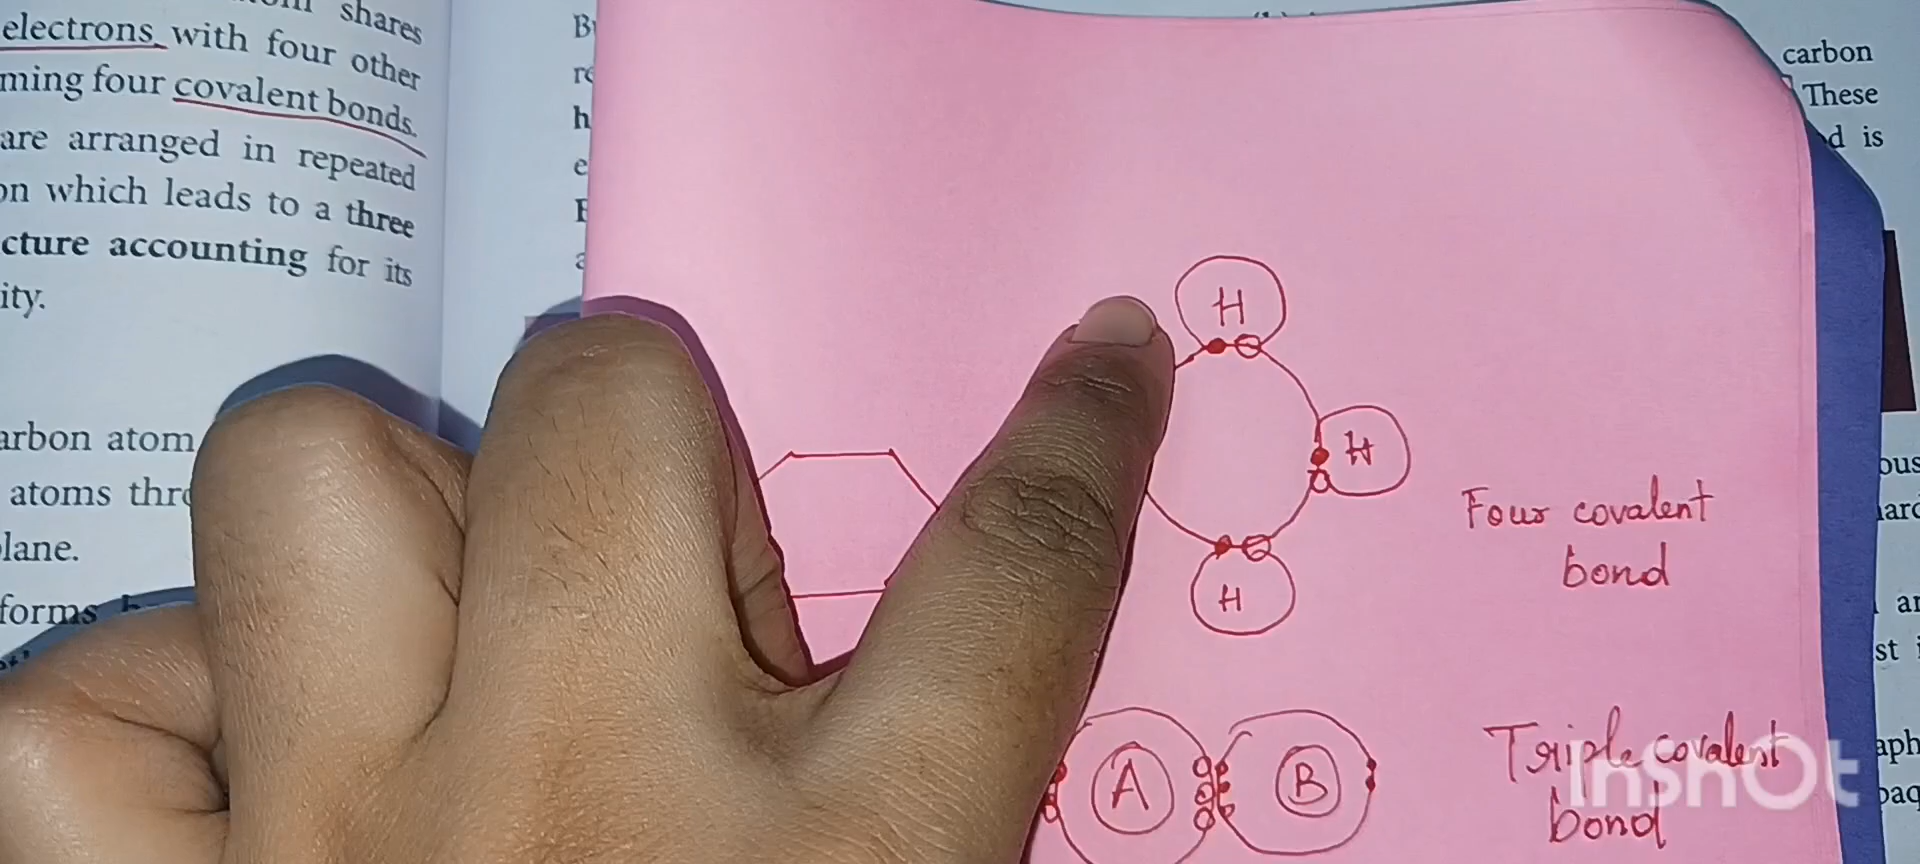 shares
electrons, with four other
ming four covalent bonds.
are arranged in repeated
on which leads to a three
cture accounting for its
ity.
arbon atom
atoms thr
lane.
forms
carbon
These
d is
H
H
H
Four covalent
bond
A
B
Triple covalent
bond
InShOt